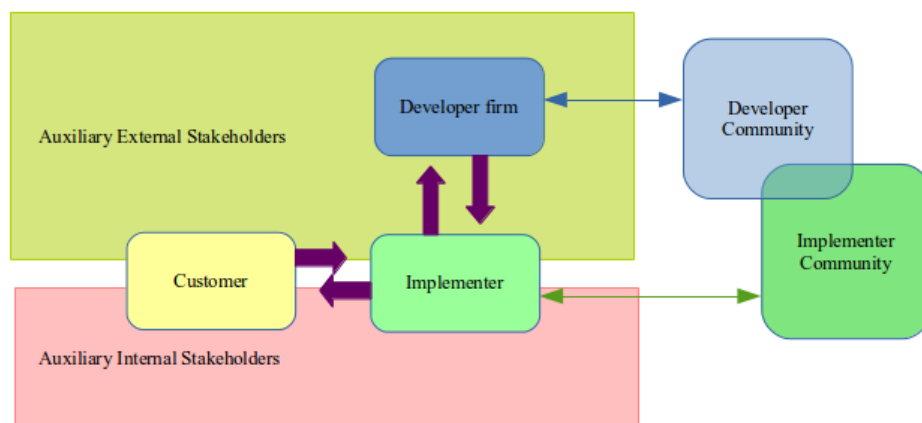 Developer firm
Developer
Community
Auxiliary External Stakeholders
Implementer
Community
Customer
Implementer
Auxiliary Internal Stakeholders